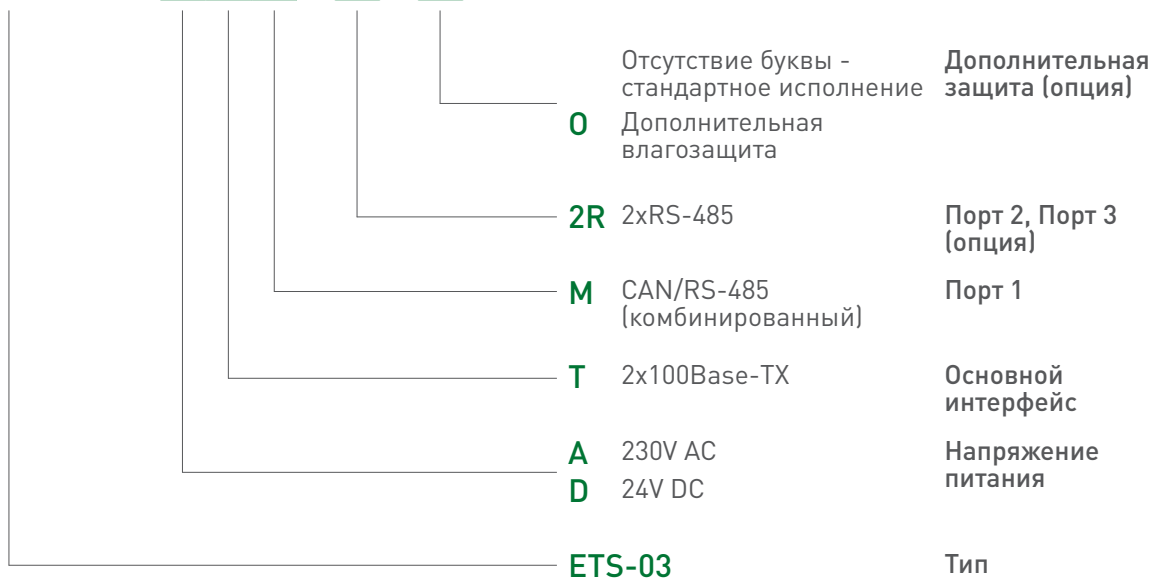 Отсутствие буквы - Дополнительная
стандартное исполнение защита (опция)
O Дополнительная
влагозащита
2R 2xRS-485 Порт 2, Порт 3
(опция)
M CAN/RS-485 Порт 1
(комбинированный)
T 2x100Base-TX Основной
интерфейс
A 230V AC Напряжение
питания
D 24V DC
ETS-03 Тип